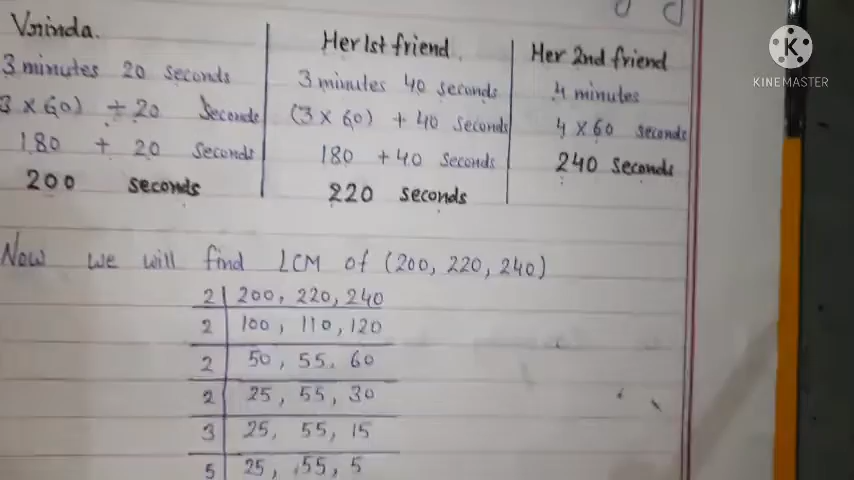 Vrinda.
3 minutes 20 seconds
3 x 60) + 20 seconds
180 + 20 seconds
200 seconds
Her 1st friend.
3 minutes 40 seconds
(3 x 60) + 40 seconds
180 + 40 seconds
220 seconds
Her 2nd friend
4 minutes
4 x 60 seconds
240 seconds
K
KINEMASTER
Now we will find LCM of (200, 220, 240)
2 | 200, 220, 240
2 | 100, 110, 120
2 | 50, 55, 60
2 | 25, 55, 30
3 | 25, 55, 15
5 | 25, 55, 5